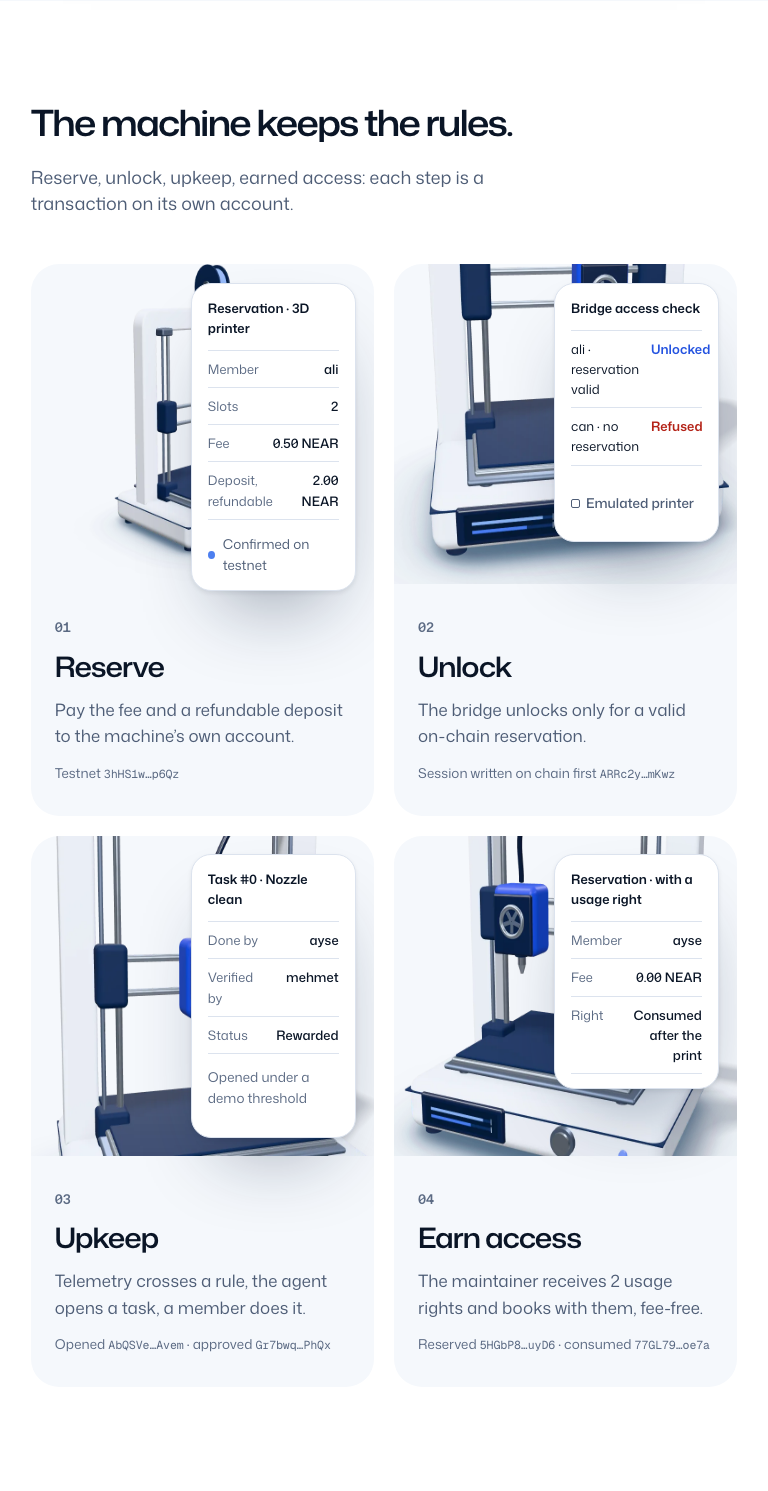 The machine keeps the rules.
Reserve, unlock, upkeep, earned access: each step is a
transaction on its own account.
Reservation · 3D
printer
Member ali
Slots 2
Fee 0.50 NEAR
Deposit, 2.00
refundable NEAR
Confirmed on
testnet
01
Reserve
Pay the fee and a refundable deposit
to the machine’s own account.
Testnet 3hHS1w…p6Qz
Bridge access check
ali · Unlocked
reservation
valid
can · no Refused
reservation
Emulated printer
02
Unlock
The bridge unlocks only for a valid
on-chain reservation.
Session written on chain first ARRc2y…mKwz
Task #0 · Nozzle
clean
Done by ayse
Verified mehmet
by
Status Rewarded
Opened under a
demo threshold
03
Upkeep
Telemetry crosses a rule, the agent
opens a task, a member does it.
Opened AbQSVe…Avem · approved Gr7bwq…PhQx
Reservation · with a
usage right
Member ayse
Fee 0.00 NEAR
Right Consumed
after the
print
04
Earn access
The maintainer receives 2 usage
rights and books with them, fee-free.
Reserved 5HGbP8…uyD6 · consumed 77GL79…oe7a